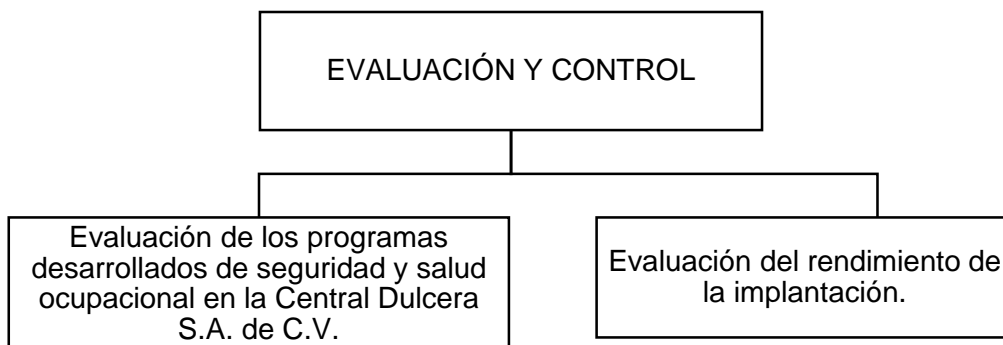 EVALUACIÓN Y CONTROL
Evaluación de los programas
desarrollados de seguridad y salud
ocupacional en la Central Dulcera
S.A. de C.V.
Evaluación del rendimiento de
la implantación.